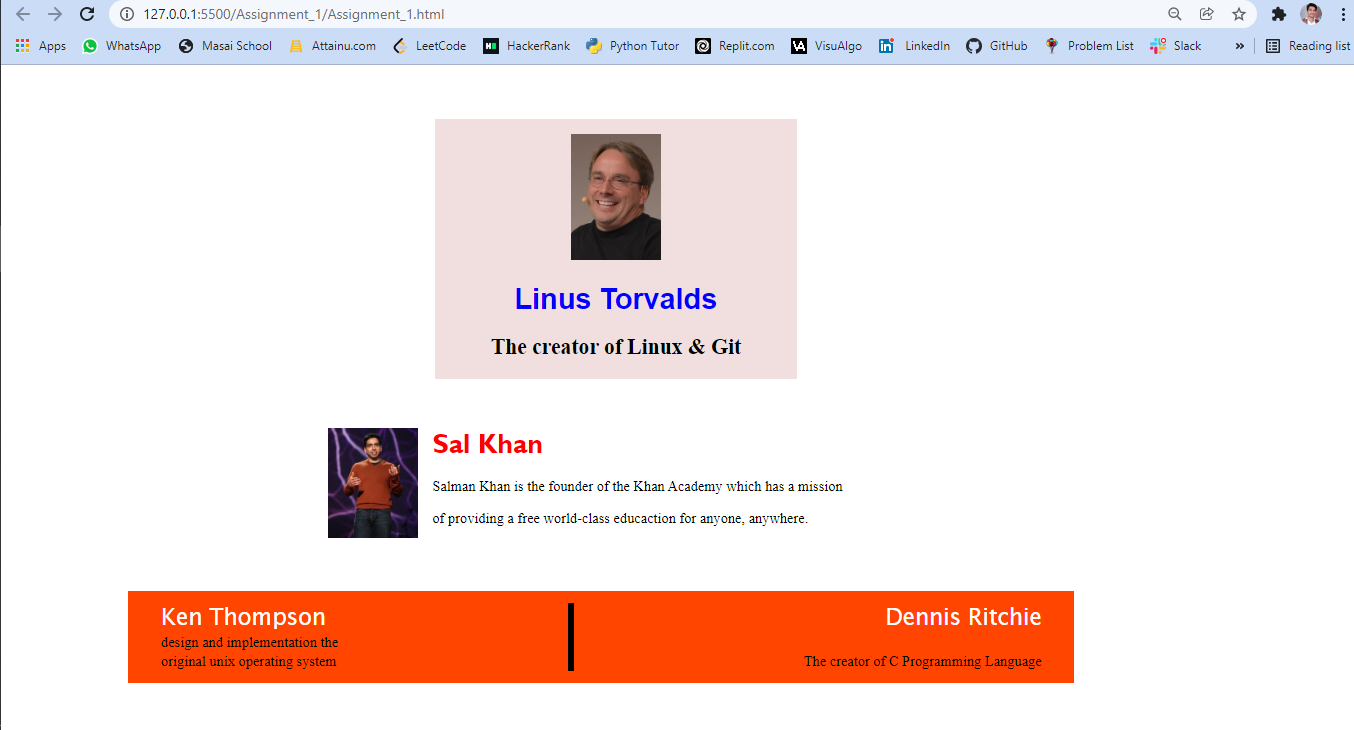 127.0.0.1:5500/Assignment_1/Assignment_1.html
Apps WhatsApp Masai School Attainu.com LeetCode HackerRank Python Tutor Replit.com VisuAlgo LinkedIn GitHub Problem List Slack » Reading list
Linus Torvalds
The creator of Linux & Git
Sal Khan
Salman Khan is the founder of the Khan Academy which has a mission
of providing a free world-class educaction for anyone, anywhere.
Ken Thompson
design and implementation the
original unix operating system
Dennis Ritchie
The creator of C Programming Language